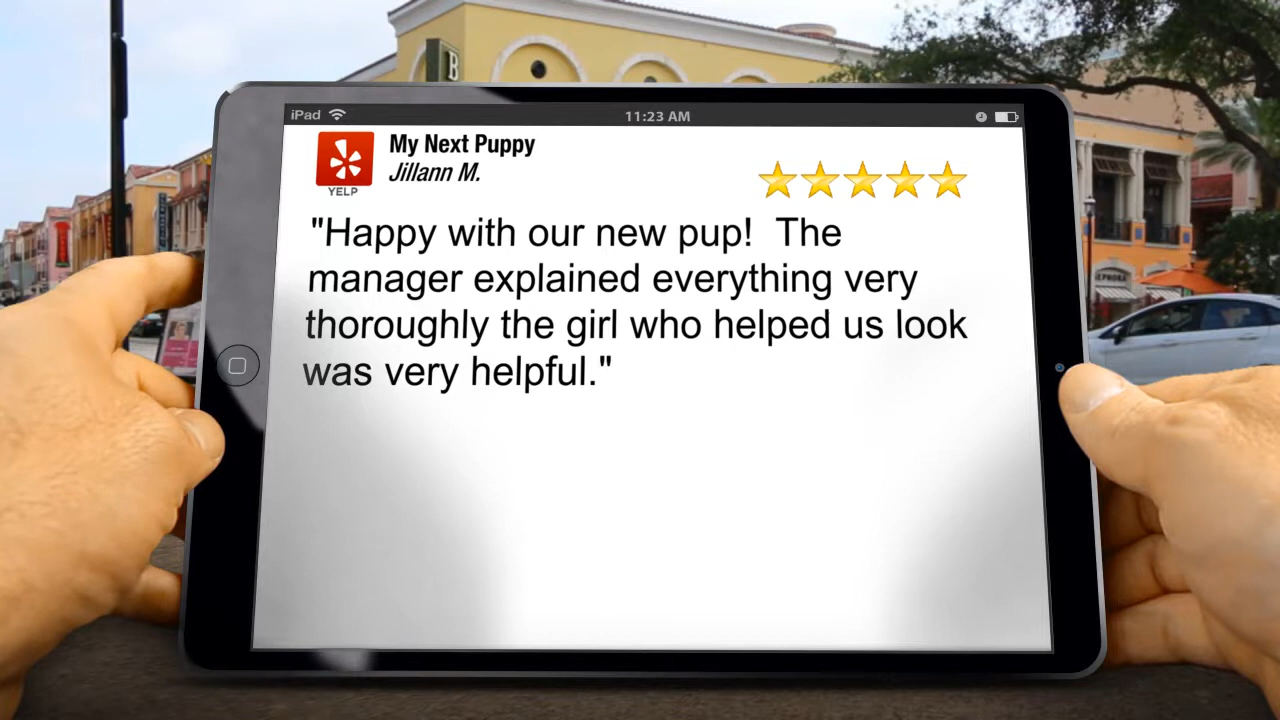 iPad
11:23 AM
My Next Puppy
Jillann M.
YELP
"Happy with our new pup!  The
manager explained everything very
thoroughly the girl who helped us look
was very helpful."
B
SEPHORA